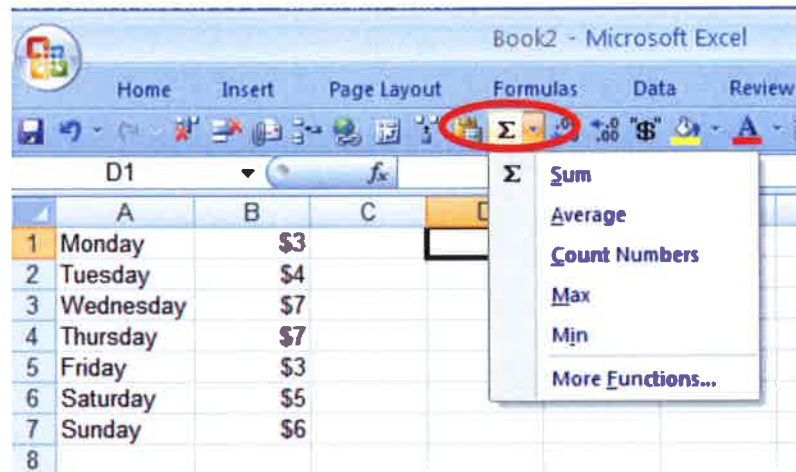 Book2 - Microsoft Excel
Home Insert Page Layout Formulas Data Review
Σ .00 .00 "$" A
D1 fx
Σ Sum
Average
Count Numbers
Max
Min
More Functions...
A B C D
1 Monday $3
2 Tuesday $4
3 Wednesday $7
4 Thursday $7
5 Friday $3
6 Saturday $5
7 Sunday $6
8